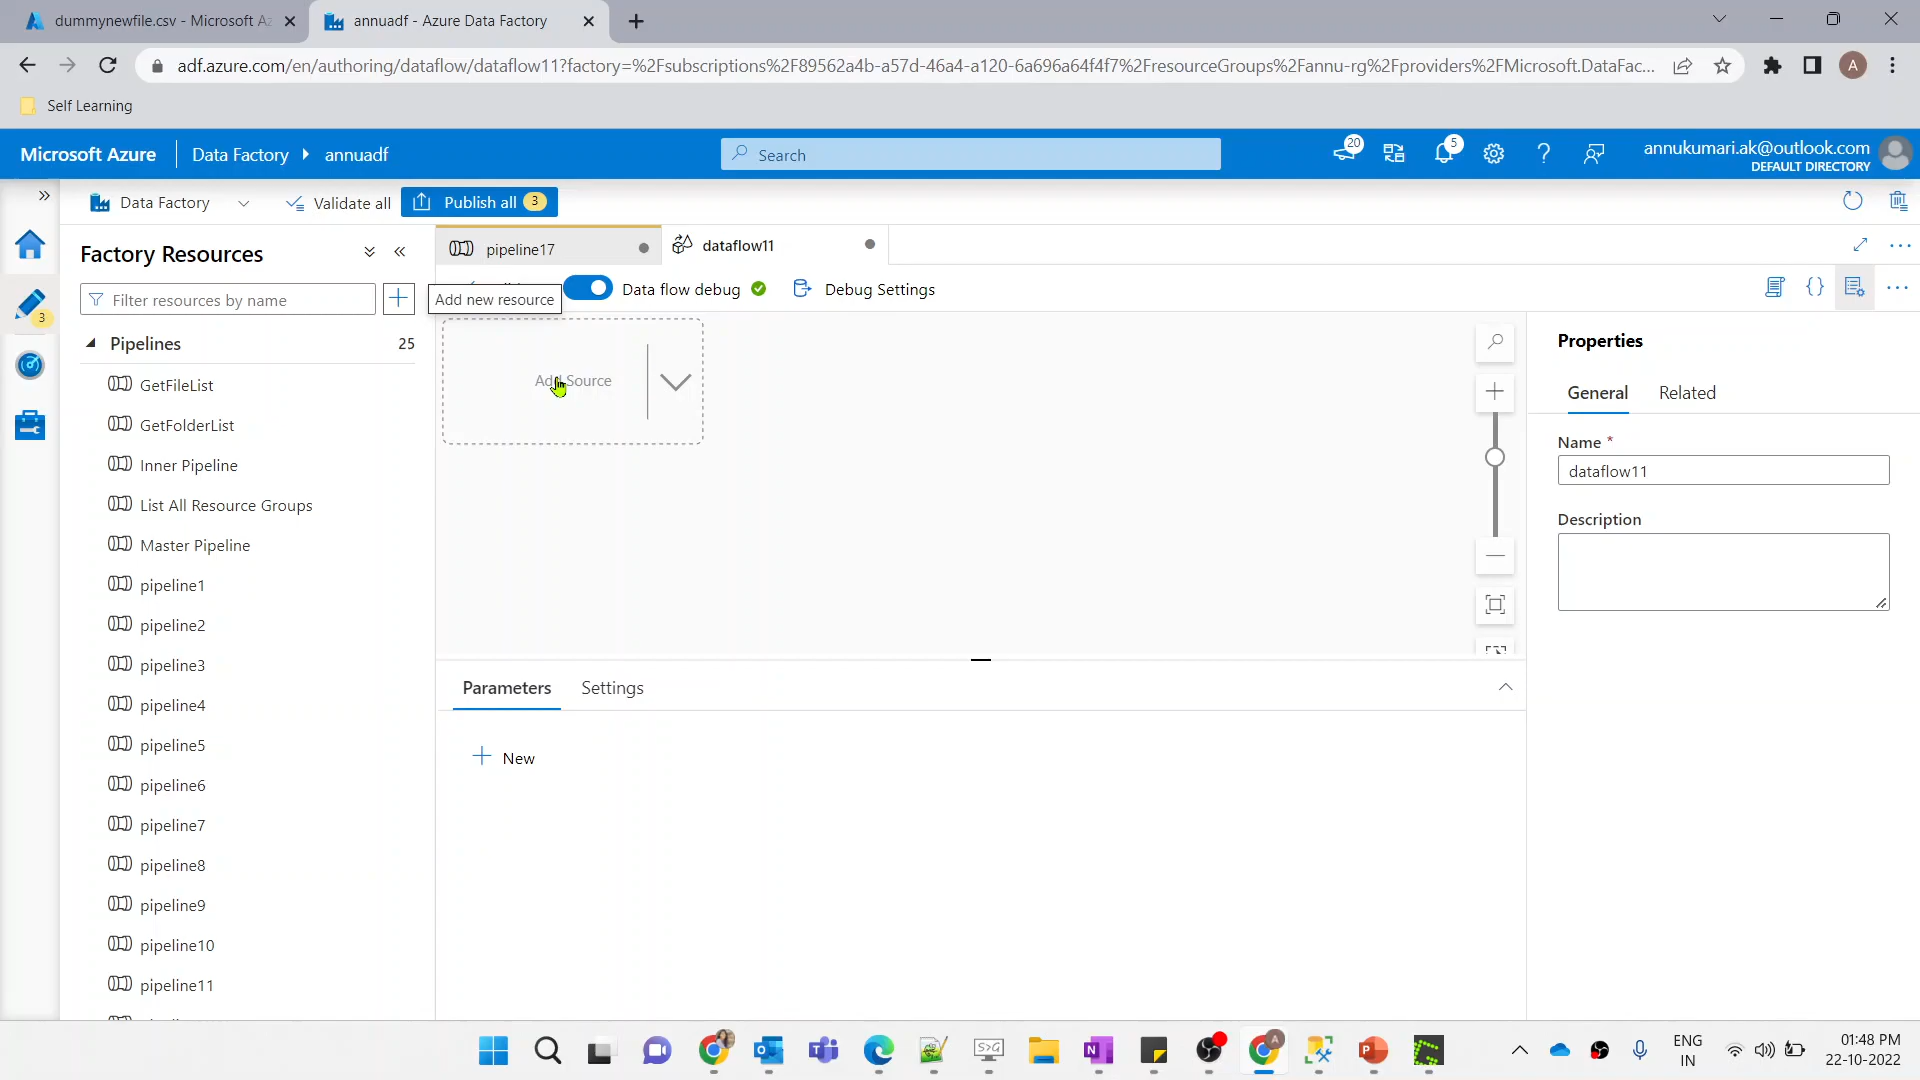 dummynewfile.csv - Microsoft Az
annuadf - Azure Data Factory
adf.azure.com/en/authoring/dataflow/dataflow11?factory=%2Fsubscriptions%2F89562a4b-a57d-46a4-a120-6a696a64f4f7%2FresourceGroups%2Fannu-rg%2Fproviders%2FMicrosoft.DataFac...
A
Self Learning
Microsoft Azure
Data Factory
annuadf
Search
20
5
annukumari.ak@outlook.com
DEFAULT DIRECTORY
Data Factory
Validate all
Publish all 3
Factory Resources
pipeline17
dataflow11
Filter resources by name
Add new resource
Data flow debug
Debug Settings
3
Pipelines 25
GetFileList
GetFolderList
Inner Pipeline
List All Resource Groups
Master Pipeline
pipeline1
pipeline2
pipeline3
pipeline4
pipeline5
pipeline6
pipeline7
pipeline8
pipeline9
pipeline10
pipeline11
Add Source
Parameters
Settings
New
Properties
General
Related
Name *
dataflow11
Description
ENG
IN
01:48 PM
22-10-2022